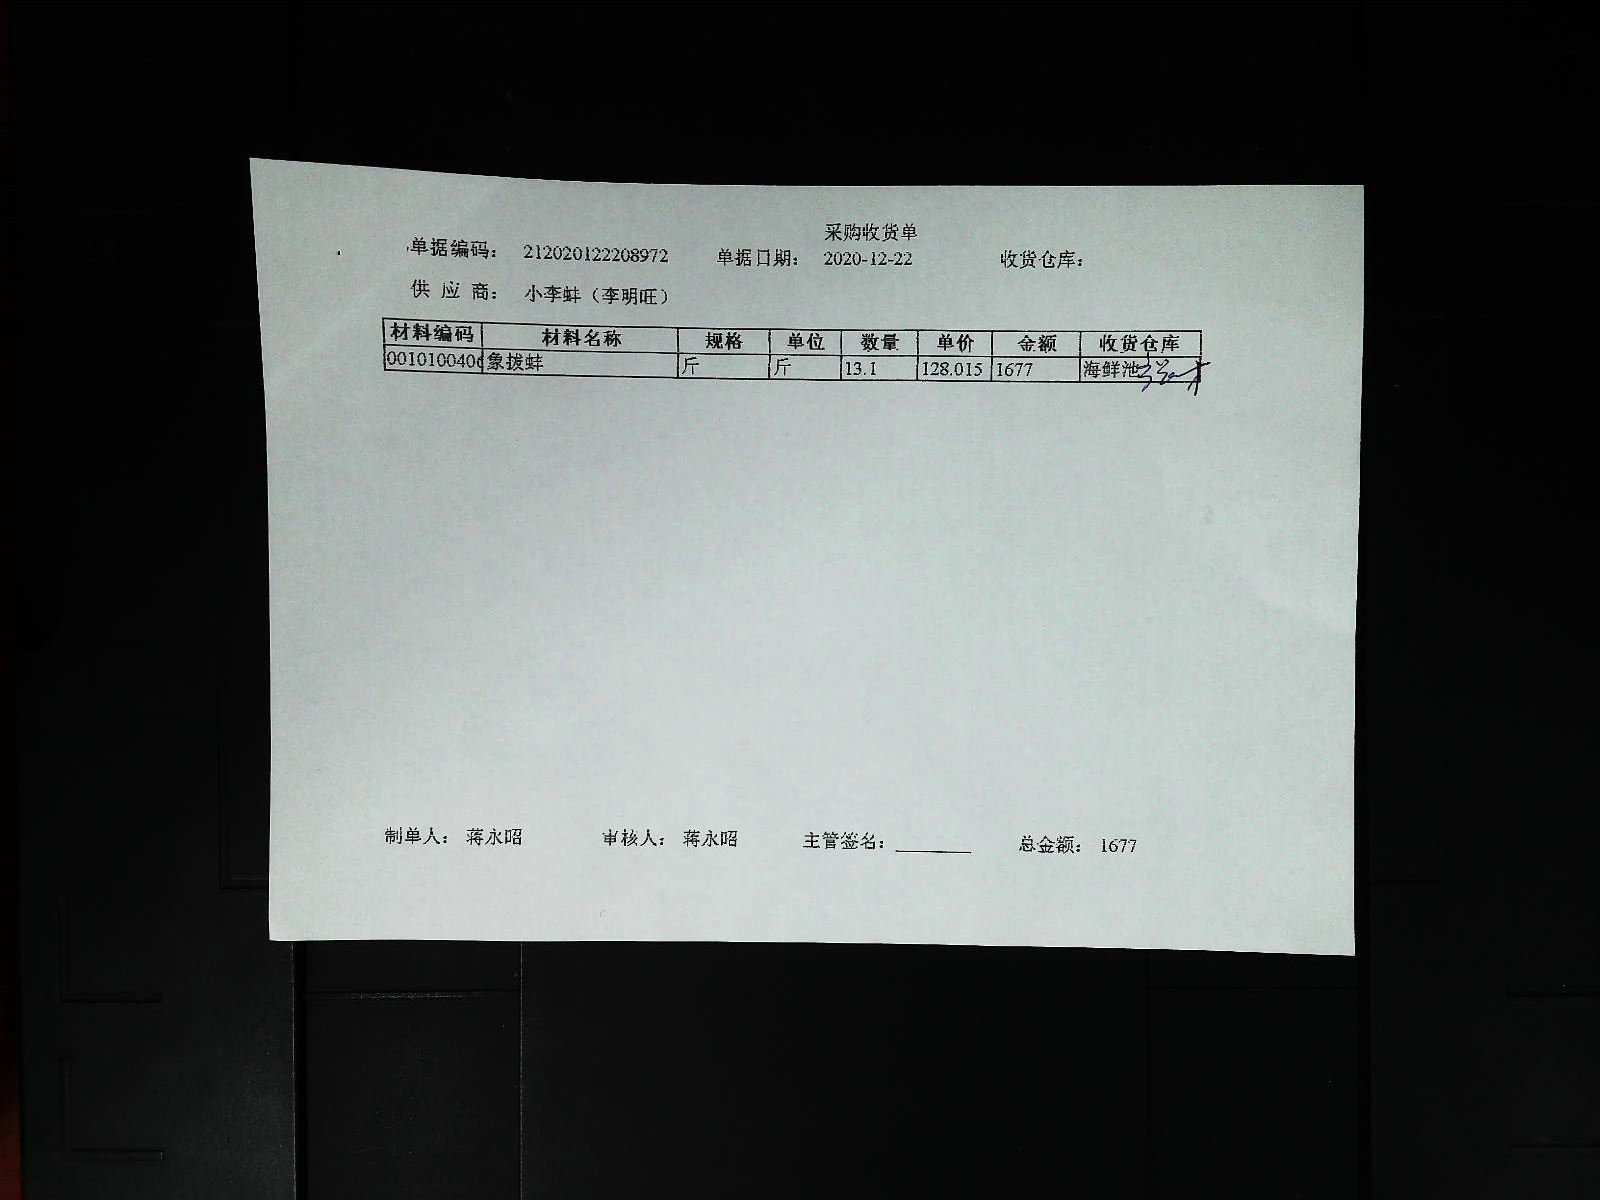 采购收货单
单据编码： 212020122208972 单据日期： 2020-12-22 收货仓库：
供 应 商： 小李蚌（李明旺）
材料编码 材料名称 规格 单位 数量 单价 金额 收货仓库
001010040 象拔蚌 斤 斤 13.1 128.015 1677 海鲜池
制单人： 蒋永昭 审核人： 蒋永昭 主管签名： 总金额： 1677